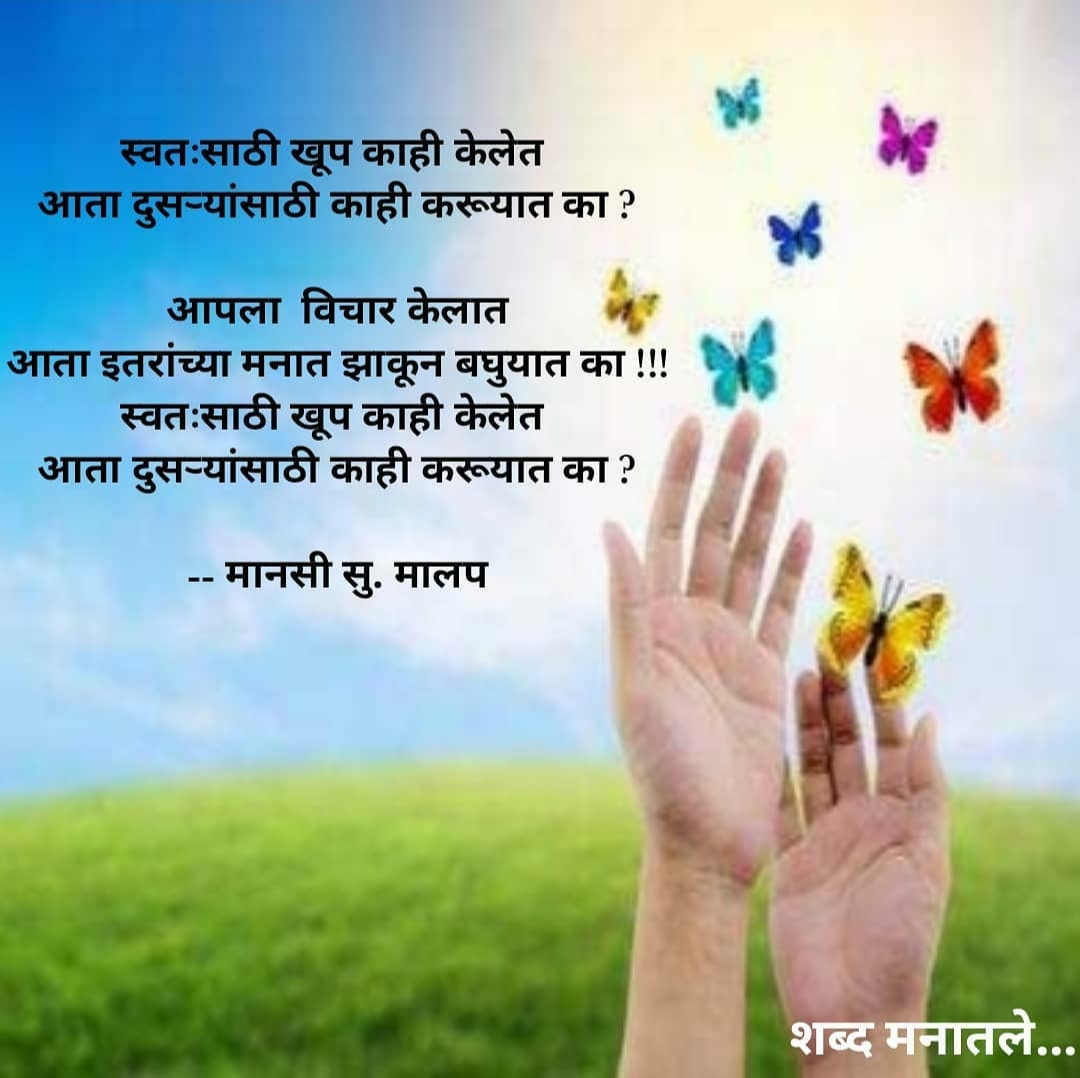 स्वतःसाठी खूप काही केलेत
आता दुसऱ्यांसाठी काही करूयात का ?
आपला विचार केलात
आता इतरांच्या मनात झाकून बघुयात का !!!
स्वतःसाठी खूप काही केलेत
आता दुसऱ्यांसाठी काही करूयात का ?
-- मानसी सु. मालप
शब्द मनातले...